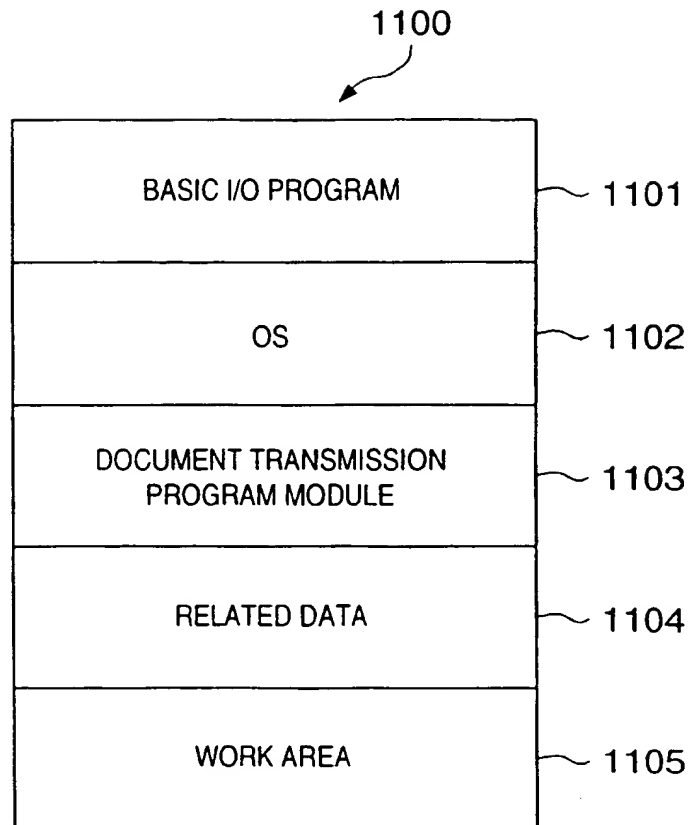 1100
BASIC I/O PROGRAM
1101
OS
1102
DOCUMENT TRANSMISSION
PROGRAM MODULE
1103
RELATED DATA
1104
WORK AREA
1105